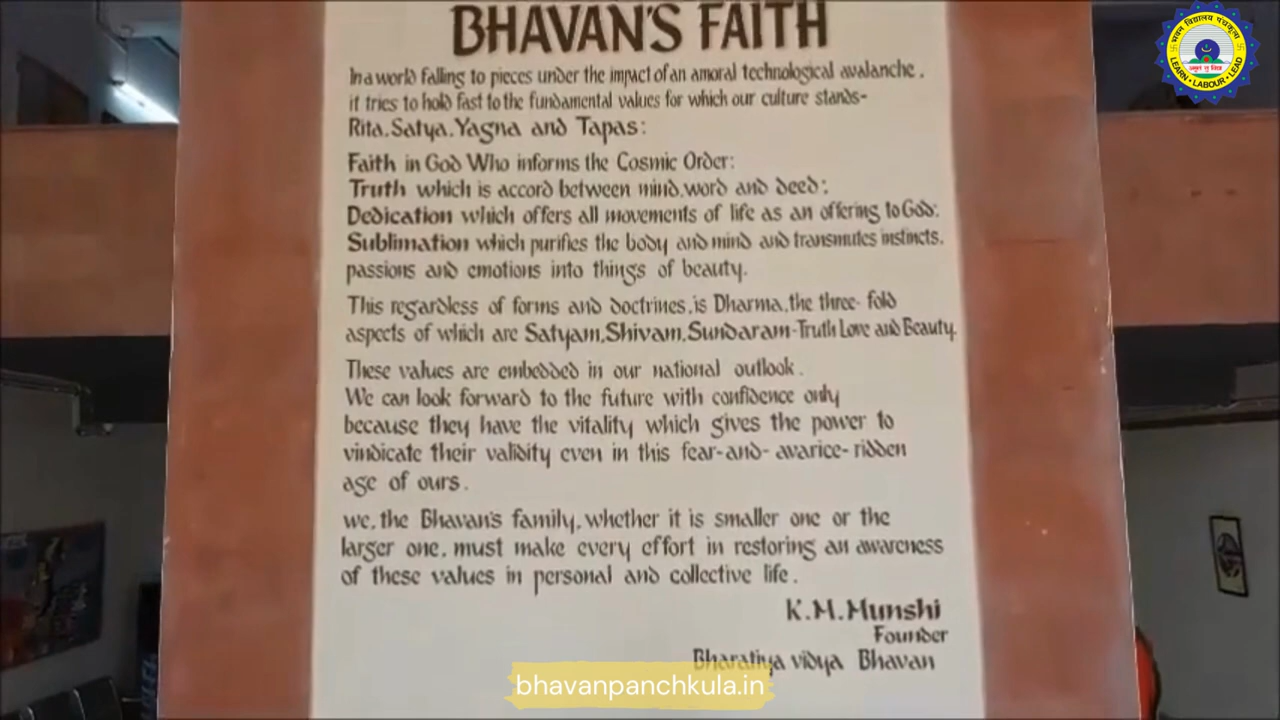 BHAVAN'S FAITH
In a world falling to pieces under the impact of an amoral technological avalanche,
it tries to hold fast to the fundamental values for which our culture stands-
Rita, Satya, Yagna and Tapas:
Faith in God Who informs the Cosmic Order:
Truth which is accord between mind, word and deed:
Dedication which offers all movements of life as an offering to God:
Sublimation which purifies the body and mind and transmutes instincts,
passions and emotions into things of beauty.
This regardless of forms and doctrines, is Dharma, the three-fold
aspects of which are Satyam, Shivam, Sundaram-Truth Love and Beauty.
These values are embedded in our national outlook.
We can look forward to the future with confidence only
because they have the vitality which gives the power to
vindicate their validity even in this fear-and-avarice-ridden
age of ours.
we, the Bhavan's family, whether it is smaller one or the
larger one, must make every effort in restoring an awareness
of these values in personal and collective life.
K.M.Munshi
Founder
Bharatiya vidya Bhavan
bhavanpanchkula.in
भवन विद्यालय पंचकूला
LEARN • LABOUR • LEAD